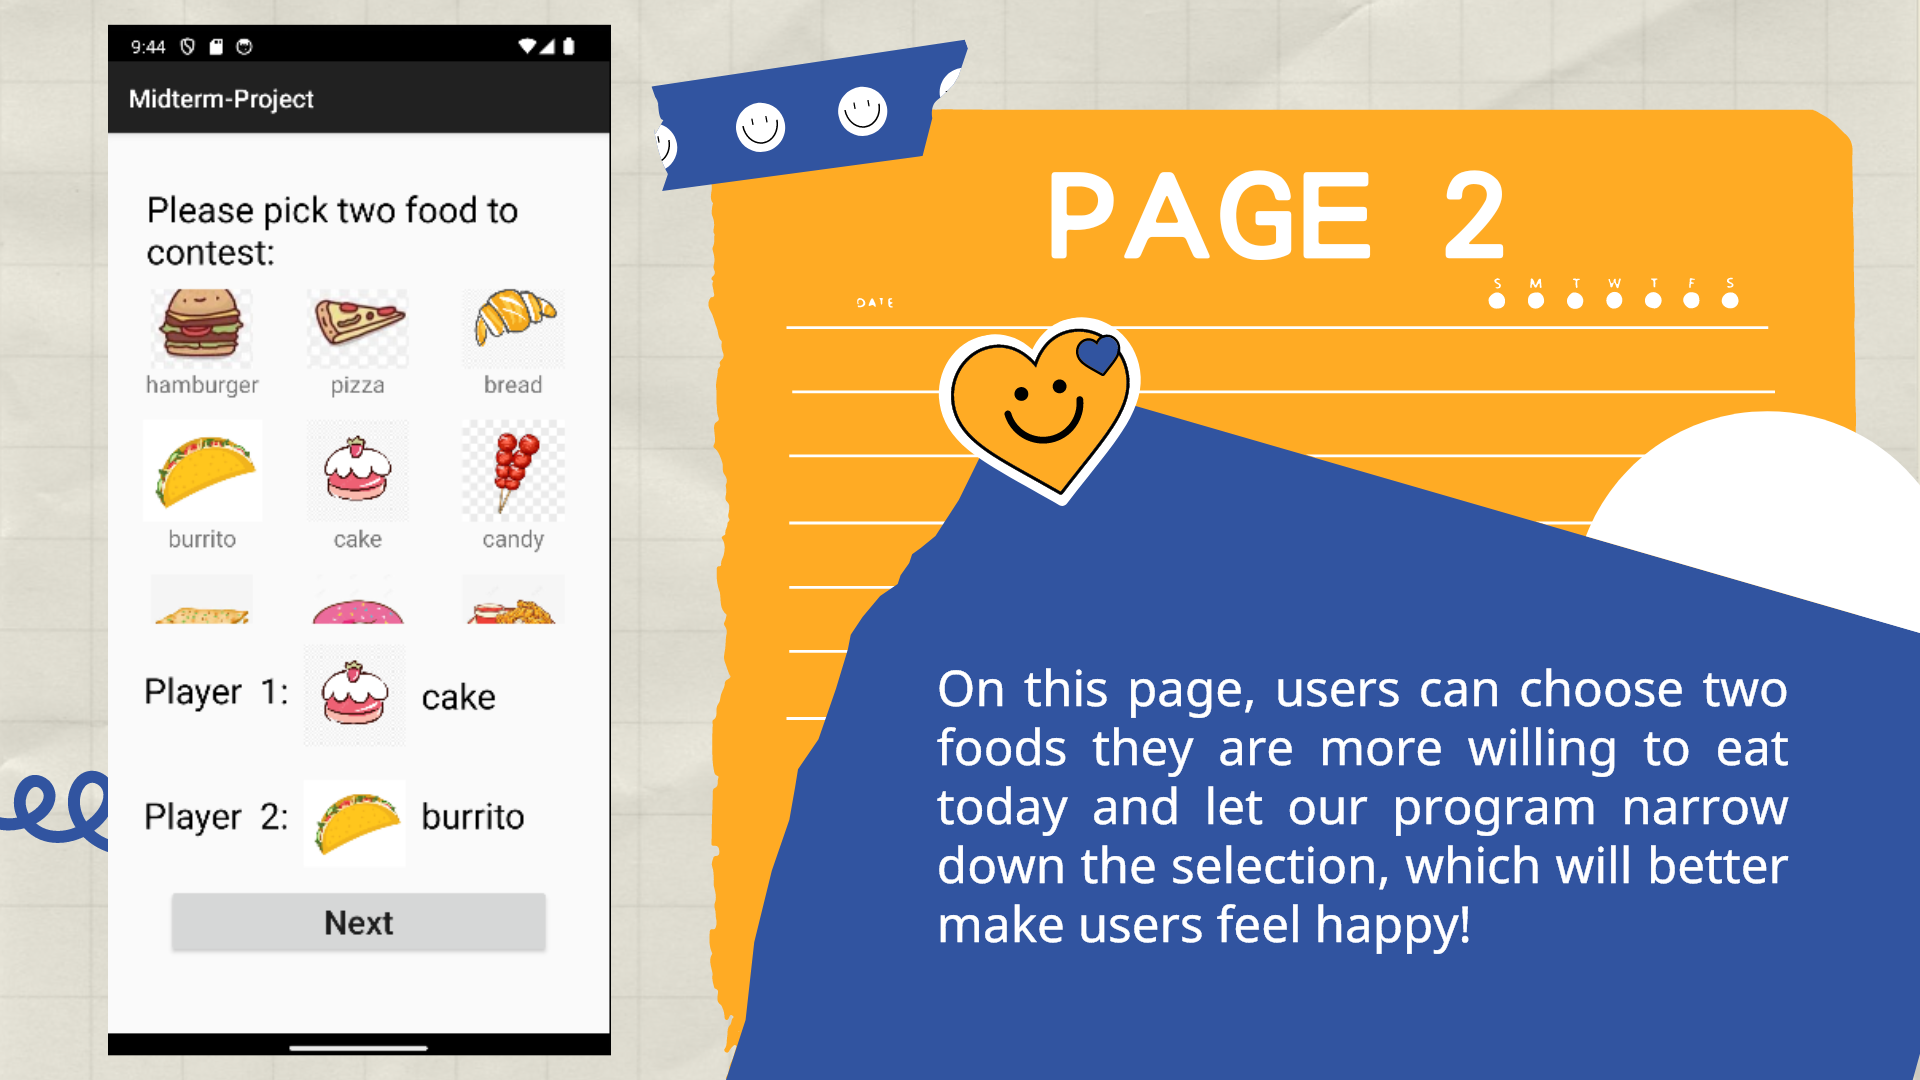 9:44
Midterm-Project
Please pick two food to
contest:
hamburger pizza bread
burrito cake candy
Player 1: cake
Player 2: burrito
Next
PAGE 2
DATE
S M T W T F S
On this page, users can choose two
foods they are more willing to eat
today and let our program narrow
down the selection, which will better
make users feel happy!